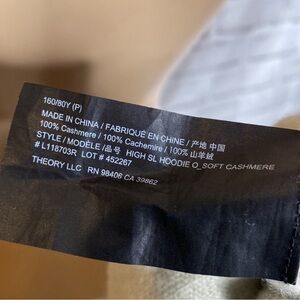 160/80Y (P)
MADE IN CHINA / FABRIQUÉ EN CHINE / 产地 中国
100% Cashmere / 100% Cachemire / 100% 山羊绒
STYLE / MODÈLE / 品号 HIGH SL HOODIE O_SOFT CASHMERE
# L118703R LOT # 452267
THEORY LLC RN 98406 CA 39862